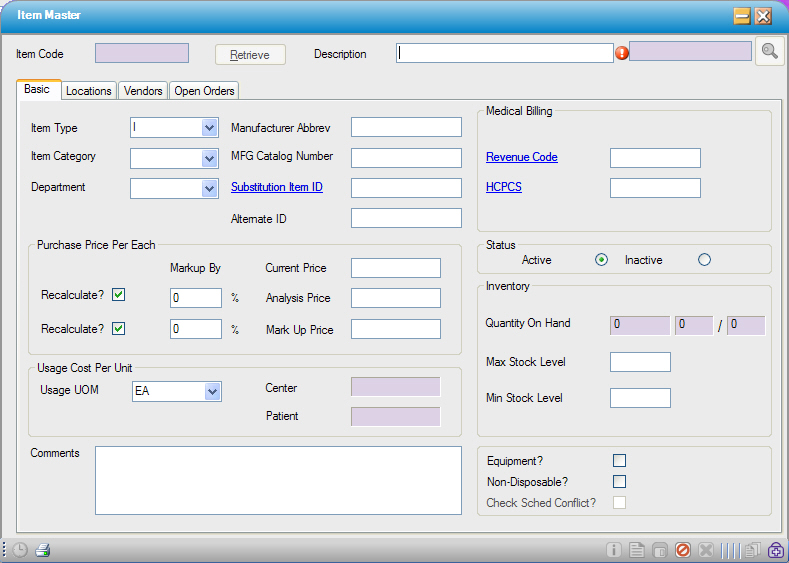 Item Master
Item Code
Retrieve
Description
Basic
Locations
Vendors
Open Orders
Item Type
I
Manufacturer Abbrev
Item Category
MFG Catalog Number
Department
Substitution Item ID
Alternate ID
Medical Billing
Revenue Code
HCPCS
Purchase Price Per Each
Markup By
Current Price
Recalculate?
0
%
Analysis Price
Recalculate?
0
%
Mark Up Price
Status
Active
Inactive
Inventory
Quantity On Hand
0
0
/
0
Max Stock Level
Min Stock Level
Usage Cost Per Unit
Usage UOM
EA
Center
Patient
Comments
Equipment?
Non-Disposable?
Check Sched Conflict?